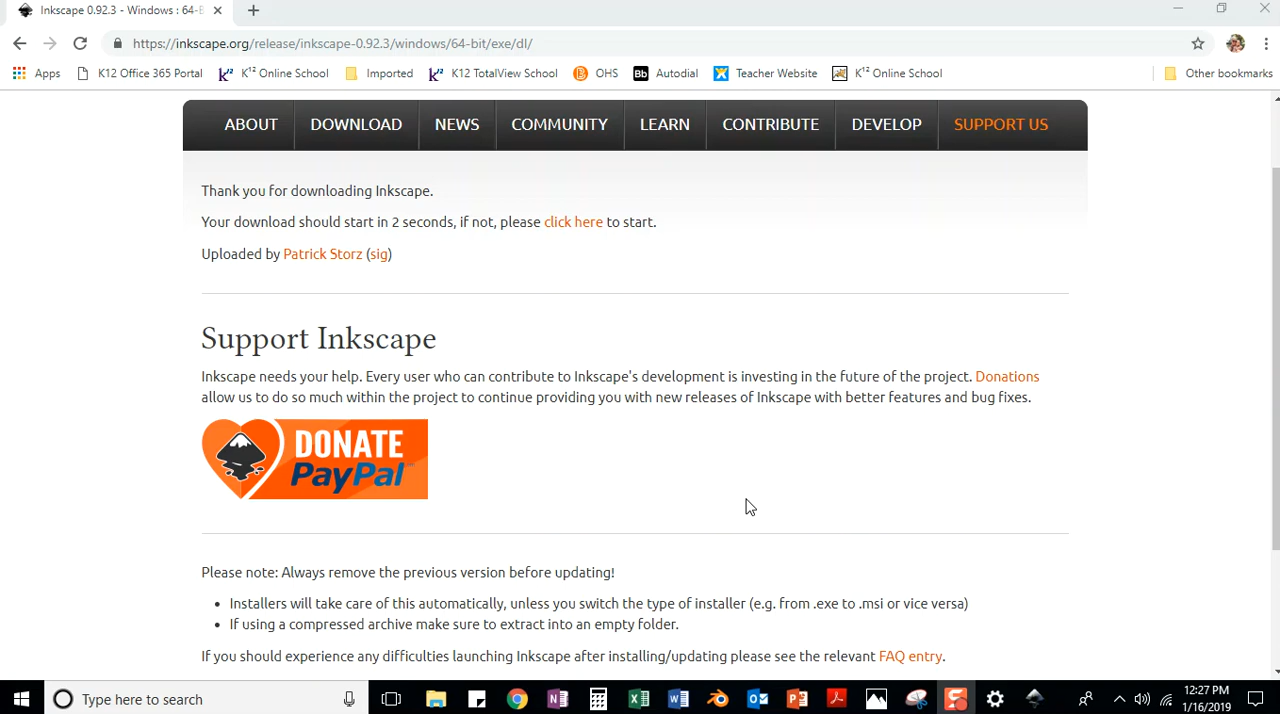 Inkscape 0.92.3 - Windows : 64-
https://inkscape.org/release/inkscape-0.92.3/windows/64-bit/exe/dl/
Apps K12 Office 365 Portal K¹² Online School Imported K12 TotalView School OHS Bb Autodial Teacher Website K¹² Online School Other bookmarks
ABOUT DOWNLOAD NEWS COMMUNITY LEARN CONTRIBUTE DEVELOP SUPPORT US
Thank you for downloading Inkscape.
Your download should start in 2 seconds, if not, please click here to start.
Uploaded by Patrick Storz (sig)
Support Inkscape
Inkscape needs your help. Every user who can contribute to Inkscape's development is investing in the future of the project. Donations
allow us to do so much within the project to continue providing you with new releases of Inkscape with better features and bug fixes.
DONATE
PayPal
Please note: Always remove the previous version before updating!
• Installers will take care of this automatically, unless you switch the type of installer (e.g. from .exe to .msi or vice versa)
• If using a compressed archive make sure to extract into an empty folder.
If you should experience any difficulties launching Inkscape after installing/updating please see the relevant FAQ entry.
Type here to search
12:27 PM
1/16/2019